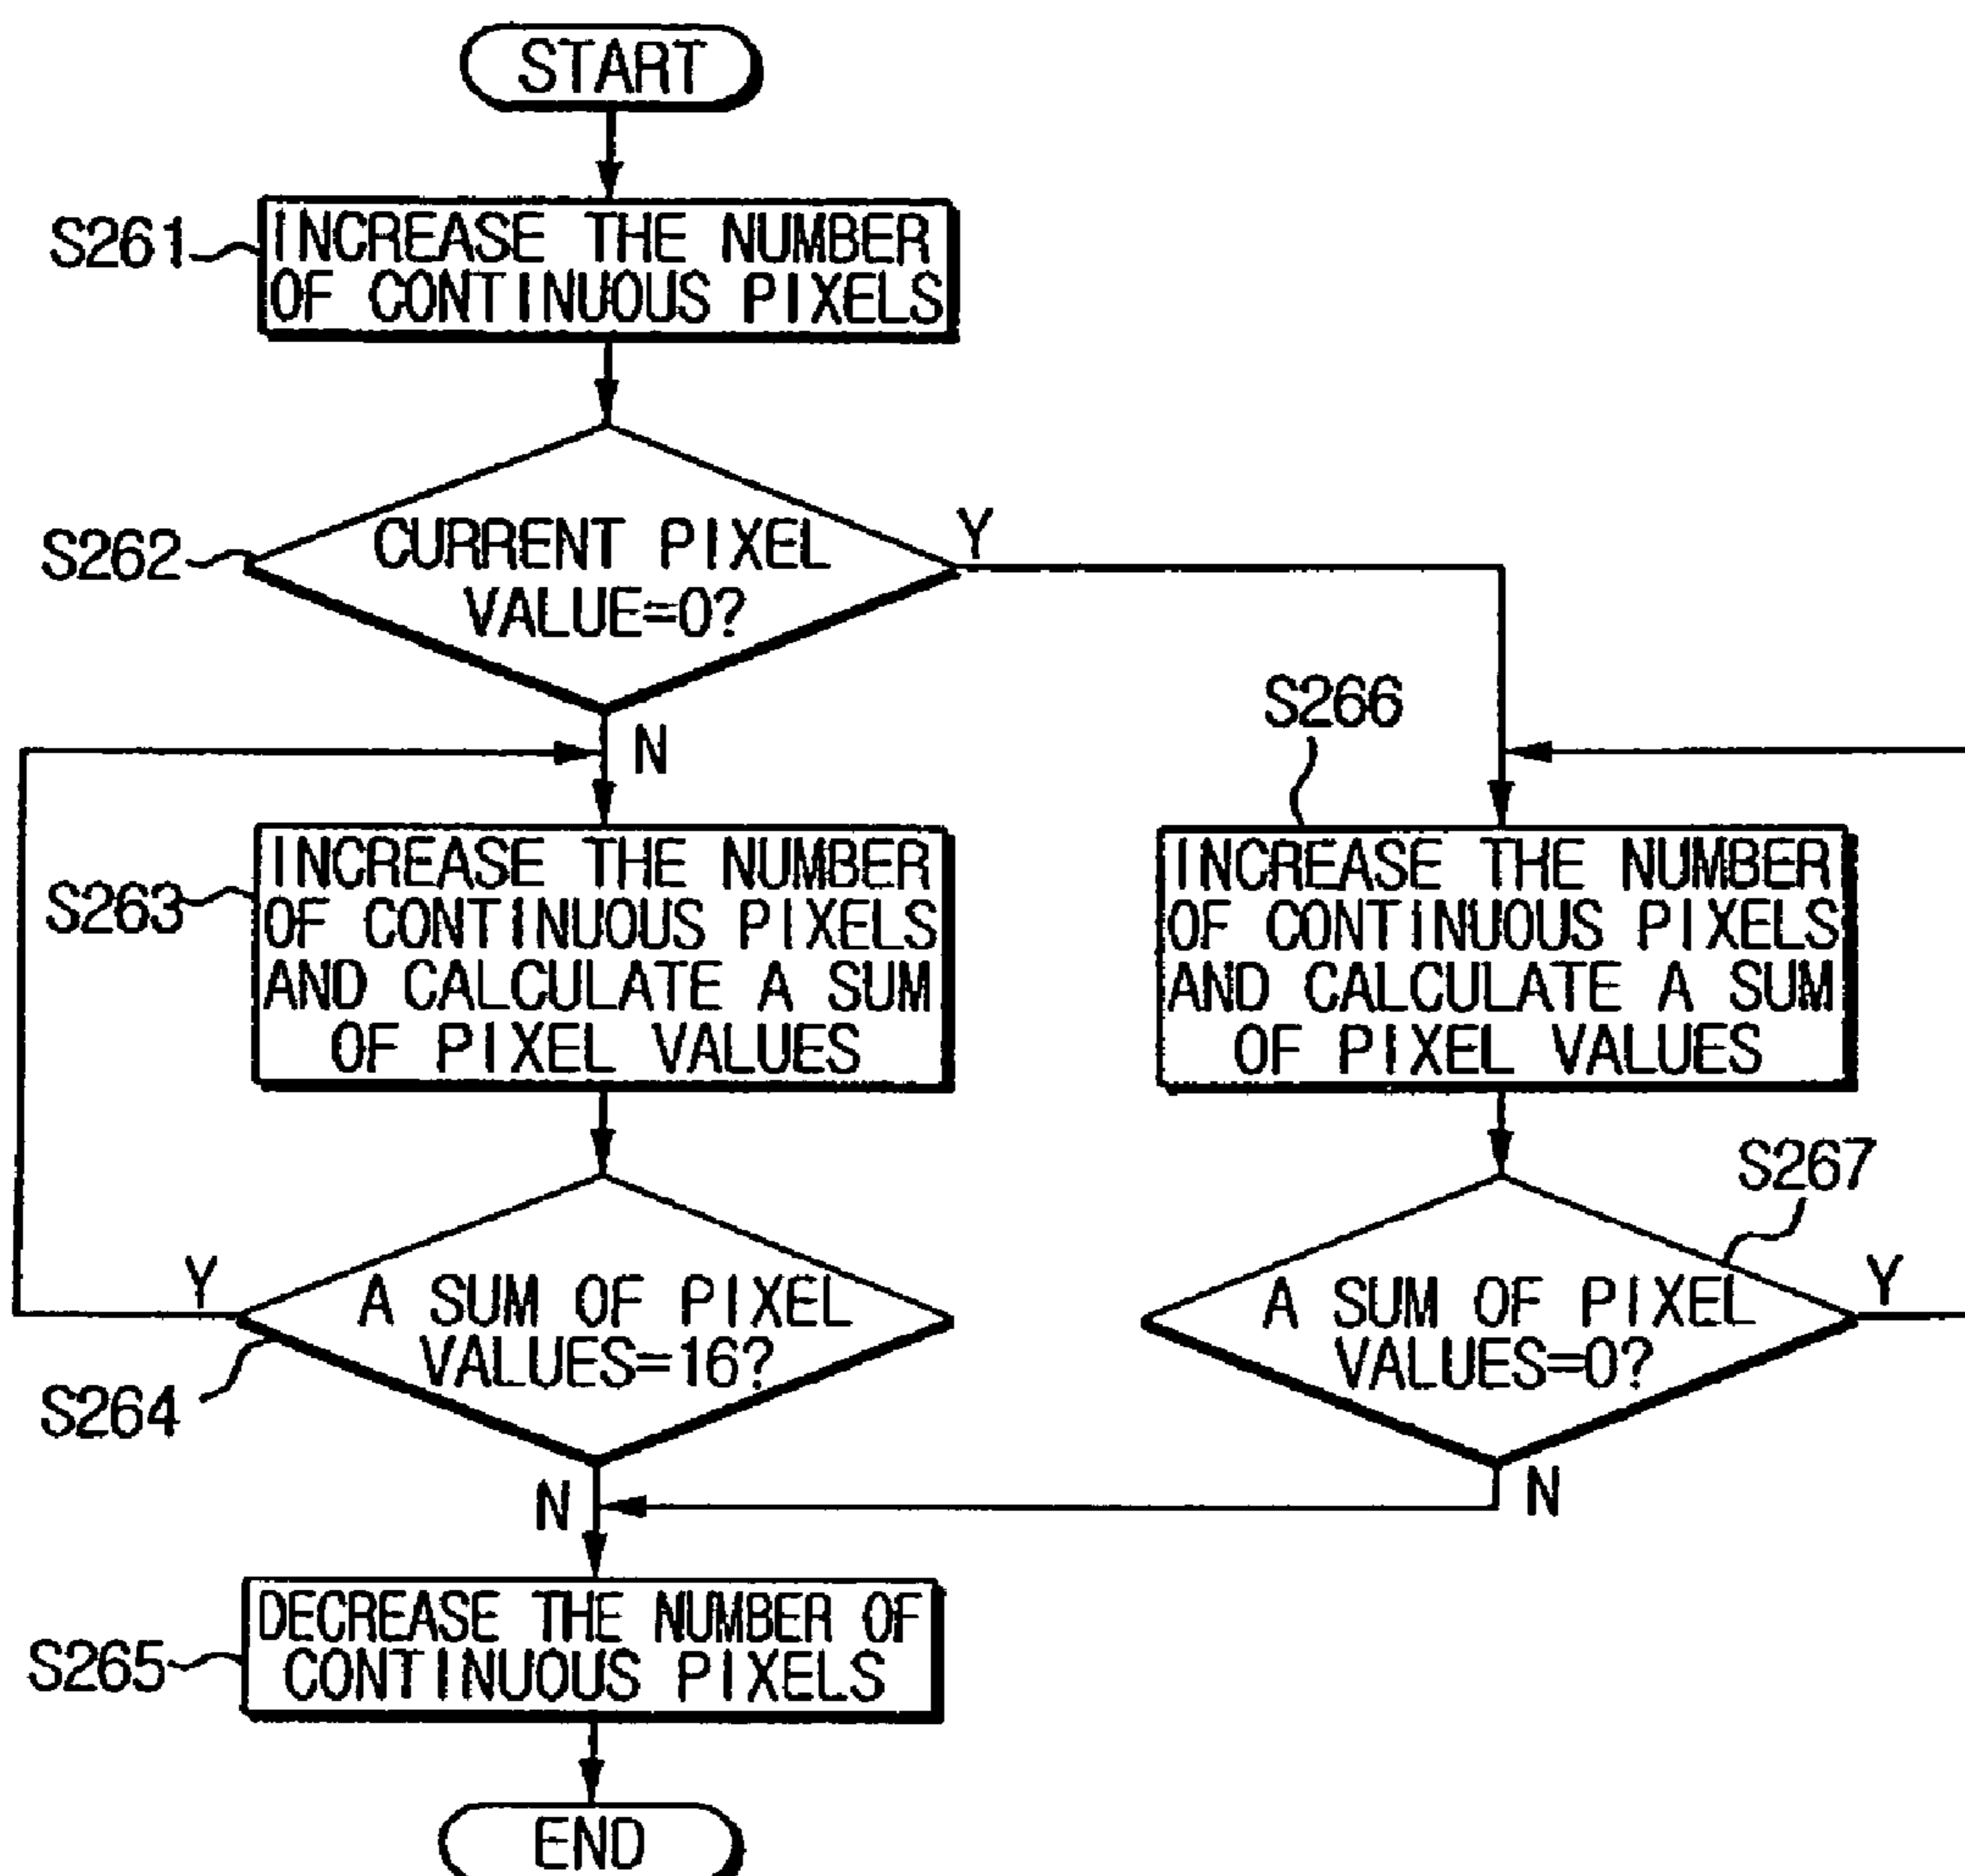 START
S261
INCREASE THE NUMBER
OF CONTINUOUS PIXELS
S262
CURRENT PIXEL
VALUE=0?
Y
N
S266
S263
INCREASE THE NUMBER
OF CONTINUOUS PIXELS
AND CALCULATE A SUM
OF PIXEL VALUES
INCREASE THE NUMBER
OF CONTINUOUS PIXELS
AND CALCULATE A SUM
OF PIXEL VALUES
S267
Y
A SUM OF PIXEL
VALUES=16?
S264
A SUM OF PIXEL
VALUES=0?
Y
N
N
S265
DECREASE THE NUMBER OF
CONTINUOUS PIXELS
END